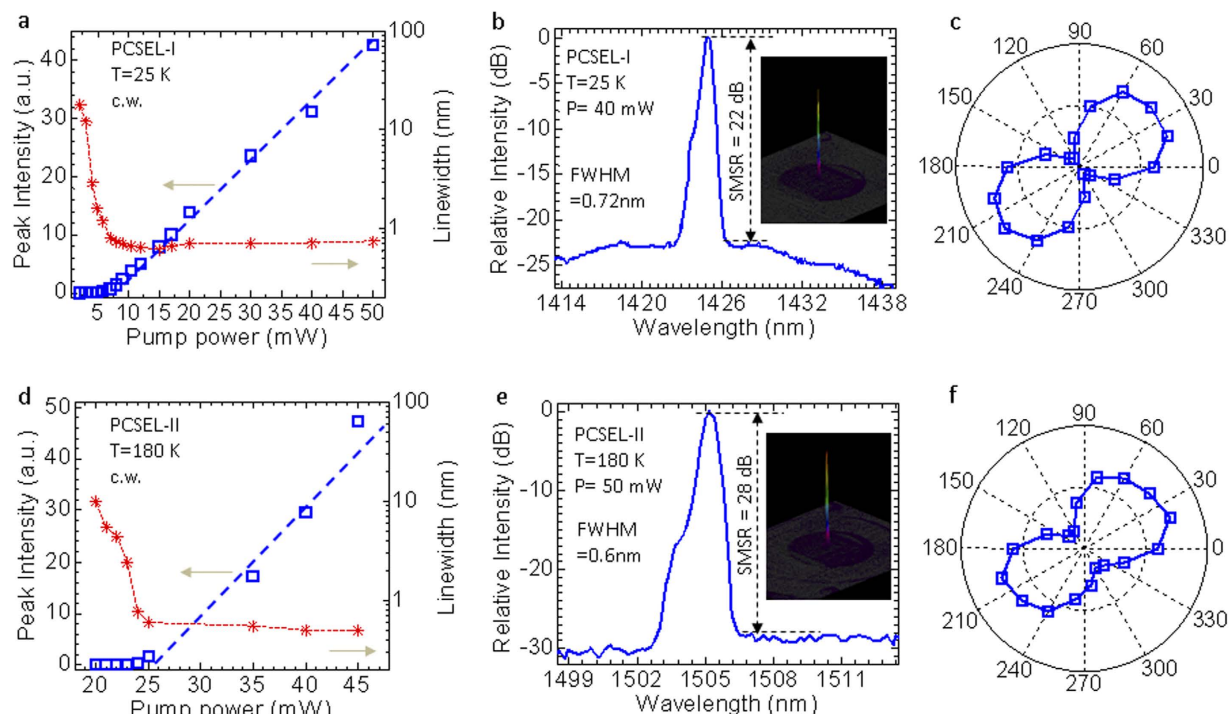 a
PCSEL-I
T=25 K
c.w.
Peak Intensity (a.u.)
40
30
20
10
0
5 10 15 20 25 30 35 40 45 50
Pump power (mW)
100
10
1
Linewidth (nm)
b
PCSEL-I
T=25 K
P= 40 mW
FWHM
=0.72nm
SMSR = 22 dB
Relative Intensity (dB)
0
-5
-10
-15
-20
-25
1414 1420 1426 1432 1438
Wavelength (nm)
c
90
120 60
150 30
180 0
210 330
240 300
270
d
PCSEL-II
T=180 K
c.w.
Peak Intensity (a.u.)
50
40
30
20
10
0
20 25 30 35 40 45
Pump power (mW)
100
10
1
Linewidth (nm)
e
PCSEL-II
T=180 K
P= 50 mW
FWHM
=0.6nm
SMSR = 28 dB
Relative Intensity (dB)
0
-10
-20
-30
1499 1502 1505 1508 1511
Wavelength (nm)
f
90
120 60
150 30
180 0
210 330
240 300
270